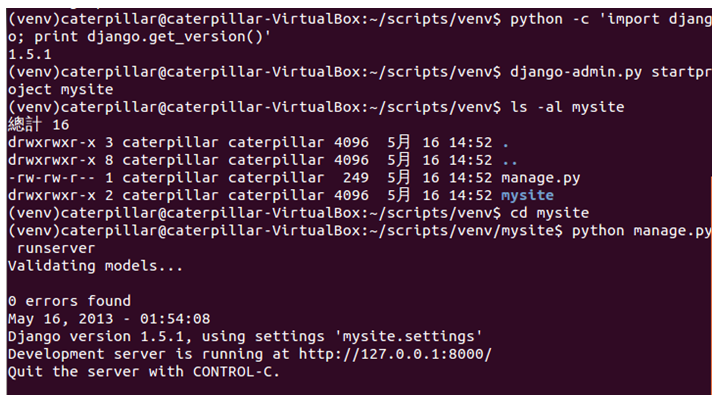 (venv)caterpillar@caterpillar-VirtualBox:~/scripts/venv$ python -c 'import djang
o; print django.get_version()'
1.5.1
(venv)caterpillar@caterpillar-VirtualBox:~/scripts/venv$ django-admin.py startpr
oject mysite
(venv)caterpillar@caterpillar-VirtualBox:~/scripts/venv$ ls -al mysite
總計 16
drwxrwxr-x 3 caterpillar caterpillar 4096  5月 16 14:52 .
drwxrwxr-x 8 caterpillar caterpillar 4096  5月 16 14:52 ..
-rw-rw-r-- 1 caterpillar caterpillar  249  5月 16 14:52 manage.py
drwxrwxr-x 2 caterpillar caterpillar 4096  5月 16 14:52 mysite
(venv)caterpillar@caterpillar-VirtualBox:~/scripts/venv$ cd mysite
(venv)caterpillar@caterpillar-VirtualBox:~/scripts/venv/mysite$ python manage.py
 runserver
Validating models...

0 errors found
May 16, 2013 - 01:54:08
Django version 1.5.1, using settings 'mysite.settings'
Development server is running at http://127.0.0.1:8000/
Quit the server with CONTROL-C.